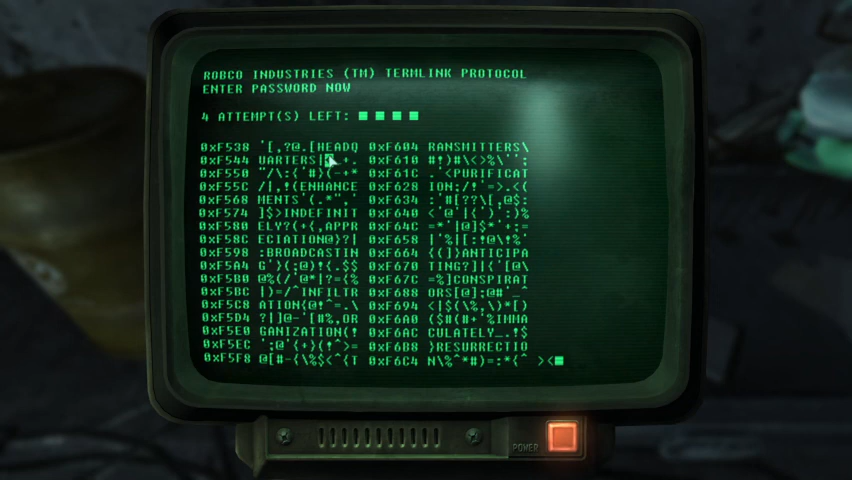 ROBCO INDUSTRIES (TM) TERMLINK PROTOCOL
ENTER PASSWORD NOW
4 ATTEMPT(S) LEFT: ■ ■ ■ ■
0xF538 '[,?@.[HEADQ 0xF604 RANSMITTERS\
0xF544 UARTERS| .+. 0xF610 #!)#\<>%\'';
0xF550 "/\:{'#}(-+* 0xF61C .'<PURIFICAT
0xF55C /|,!(ENHANCE 0xF628 ION;/!'=>.<(
0xF568 MENTS'(.*",' 0xF634 :'#[??\[,@$:
0xF574 ]$>INDEFINIT 0xF640 <'@'|{')':)%
0xF580 ELY?(+{,APPR 0xF64C =*'|@]$*'+:=
0xF58C ECIATION@}?| 0xF658 |'%|[:!@\!%'
0xF598 :BROADCASTIN 0xF664 {(]}ANTICIPA
0xF5A4 G'}(;@)!{.$$ 0xF670 TING?]|{'[@\
0xF5B0 @%(/'@*|?={% 0xF67C =%]CONSPIRAT
0xF5BC |)=/^INFILTR 0xF688 ORS[@];@#'_^
0xF5C8 ATION{@!^=.\ 0xF694 <|$(\%,\)*[)
0xF5D4 ?|]@-'[#%,OR 0xF6A0 ($#(#+'%IMMA
0xF5E0 GANIZATION(! 0xF6AC CULATELY_.!$
0xF5EC ';@'{+}(!^>= 0xF6B8 }RESURRECTIO
0xF5F8 @[#-{\%$<^{T 0xF6C4 N\%^*#)=:*{^ ><■
POWER